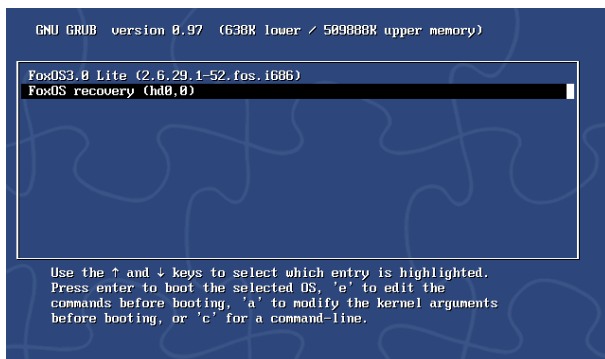 GNU GRUB  version 0.97  (638K lower / 509888K upper memory)
FoxOS3.0 Lite (2.6.29.1-52.fos.i686)
FoxOS recovery (hd0,0)
Use the ↑ and ↓ keys to select which entry is highlighted.
Press enter to boot the selected OS, 'e' to edit the
commands before booting, 'a' to modify the kernel arguments
before booting, or 'c' for a command-line.